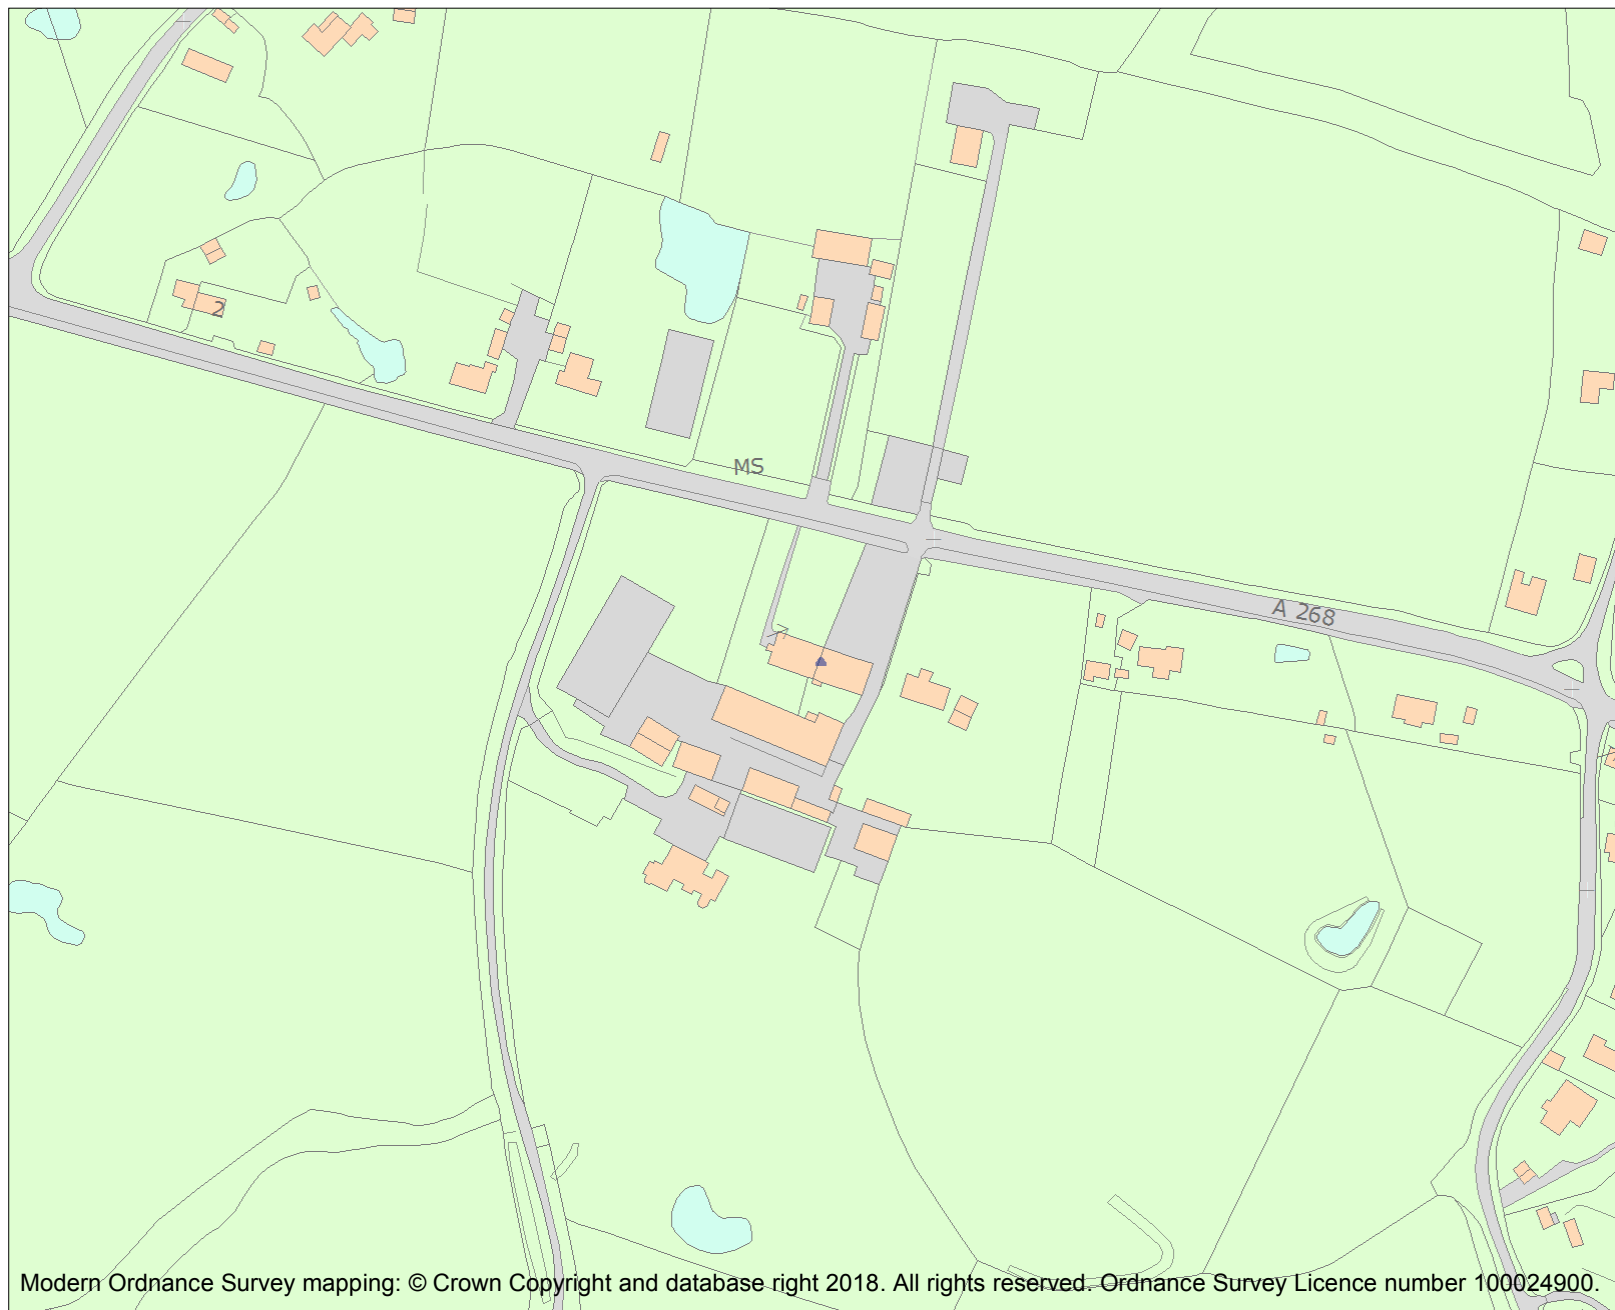 2
MS
A 268
7
Modern Ordnance Survey mapping: © Crown Copyright and database right 2018. All rights reserved. Ordnance Survey Licence number 100024900.